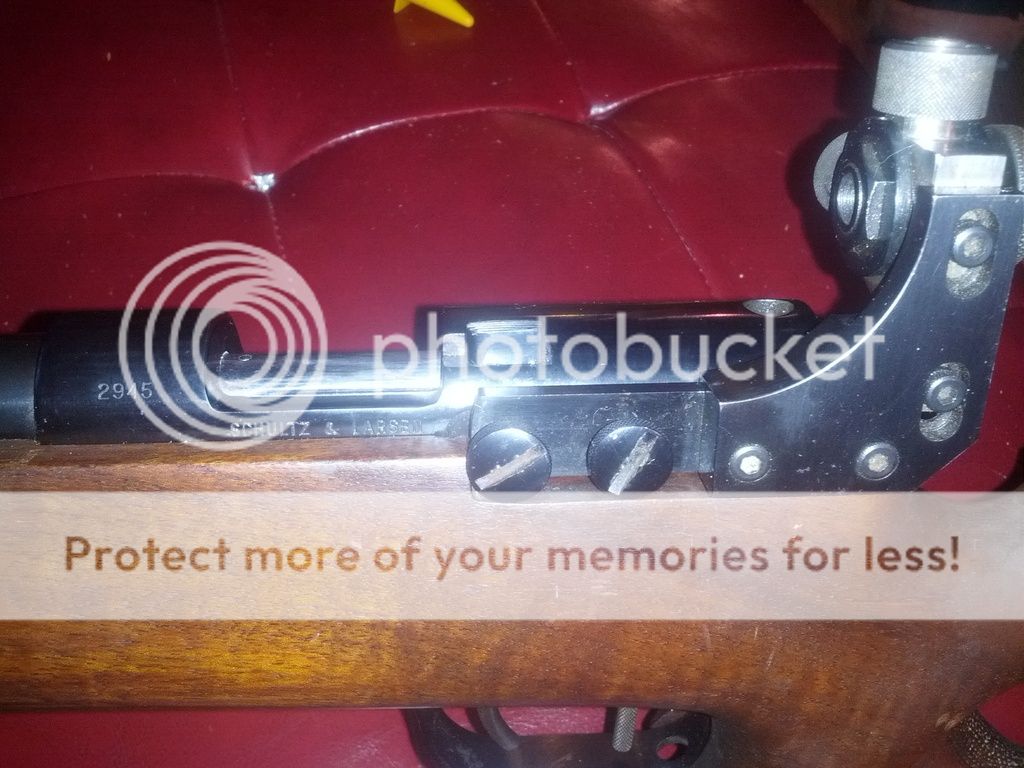 photobucket
2945
SCHULTZ & LARSEN
Protect more of your memories for less!